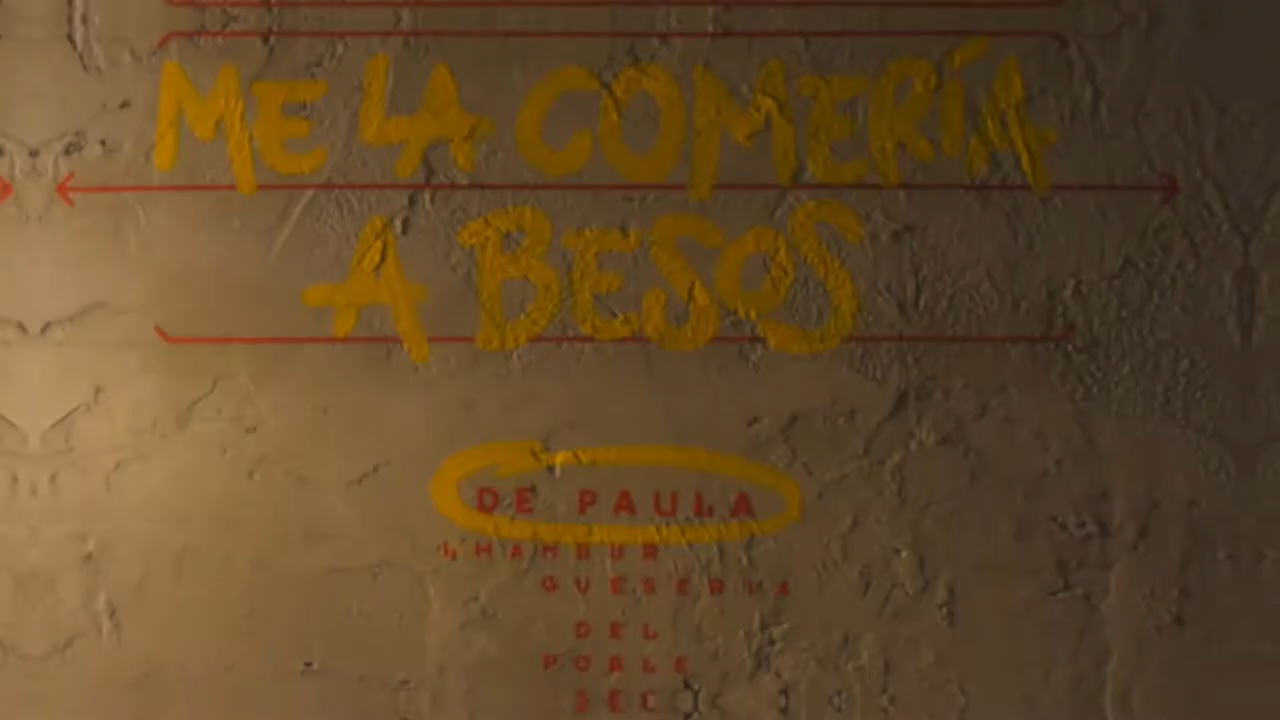 ME LA COMERÍA
A BESOS
DE PAULA
L'HAMBUR
GUESERIA
DEL
POBLE
SEC